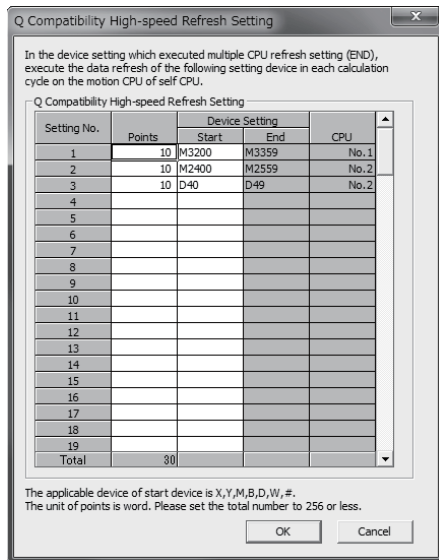 Q Compatibility High-speed Refresh Setting
In the device setting which executed multiple CPU refresh setting (END),
execute the data refresh of the following setting device in each calculation
cycle on the motion CPU of self CPU.
Q Compatibility High-speed Refresh Setting
Setting No. Points Device Setting CPU
Start End
1 10 M3200 M3359 No.1
2 10 M2400 M2559 No.2
3 10 D40 D49 No.2
4
5
6
7
8
9
10
11
12
13
14
15
16
17
18
19
Total 30
The applicable device of start device is X,Y,M,B,D,W,#.
The unit of points is word. Please set the total number to 256 or less.
OK Cancel